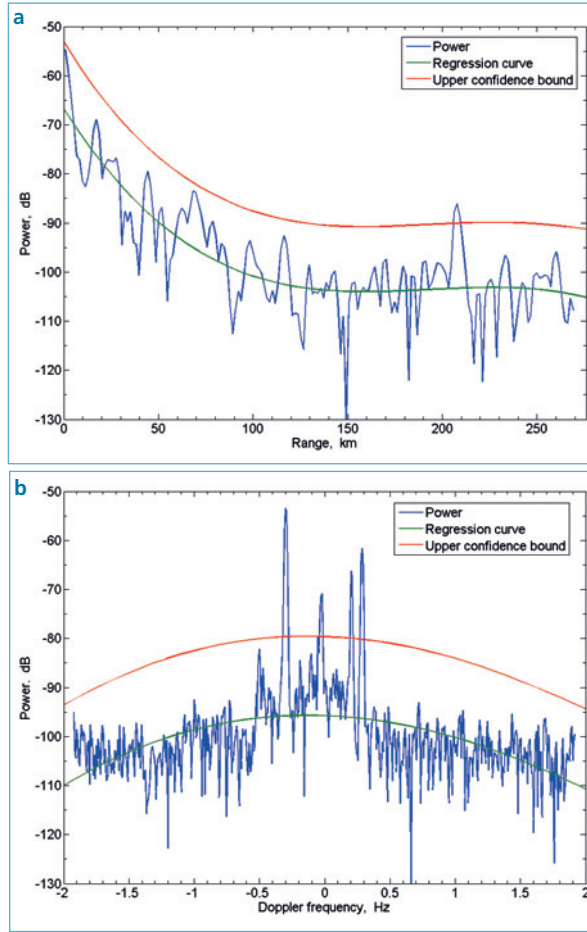 a
-50
-60
-70
-80
-90
-100
-110
-120
-130
Power, dB
0 50 100 150 200 250
Range, km
Power
Regression curve
Upper confidence bound
b
-50
-60
-70
-80
-90
-100
-110
-120
-130
Power, dB
-2 -1.5 -1 -0.5 0 0.5 1 1.5 2
Doppler frequency, Hz
Power
Regression curve
Upper confidence bound